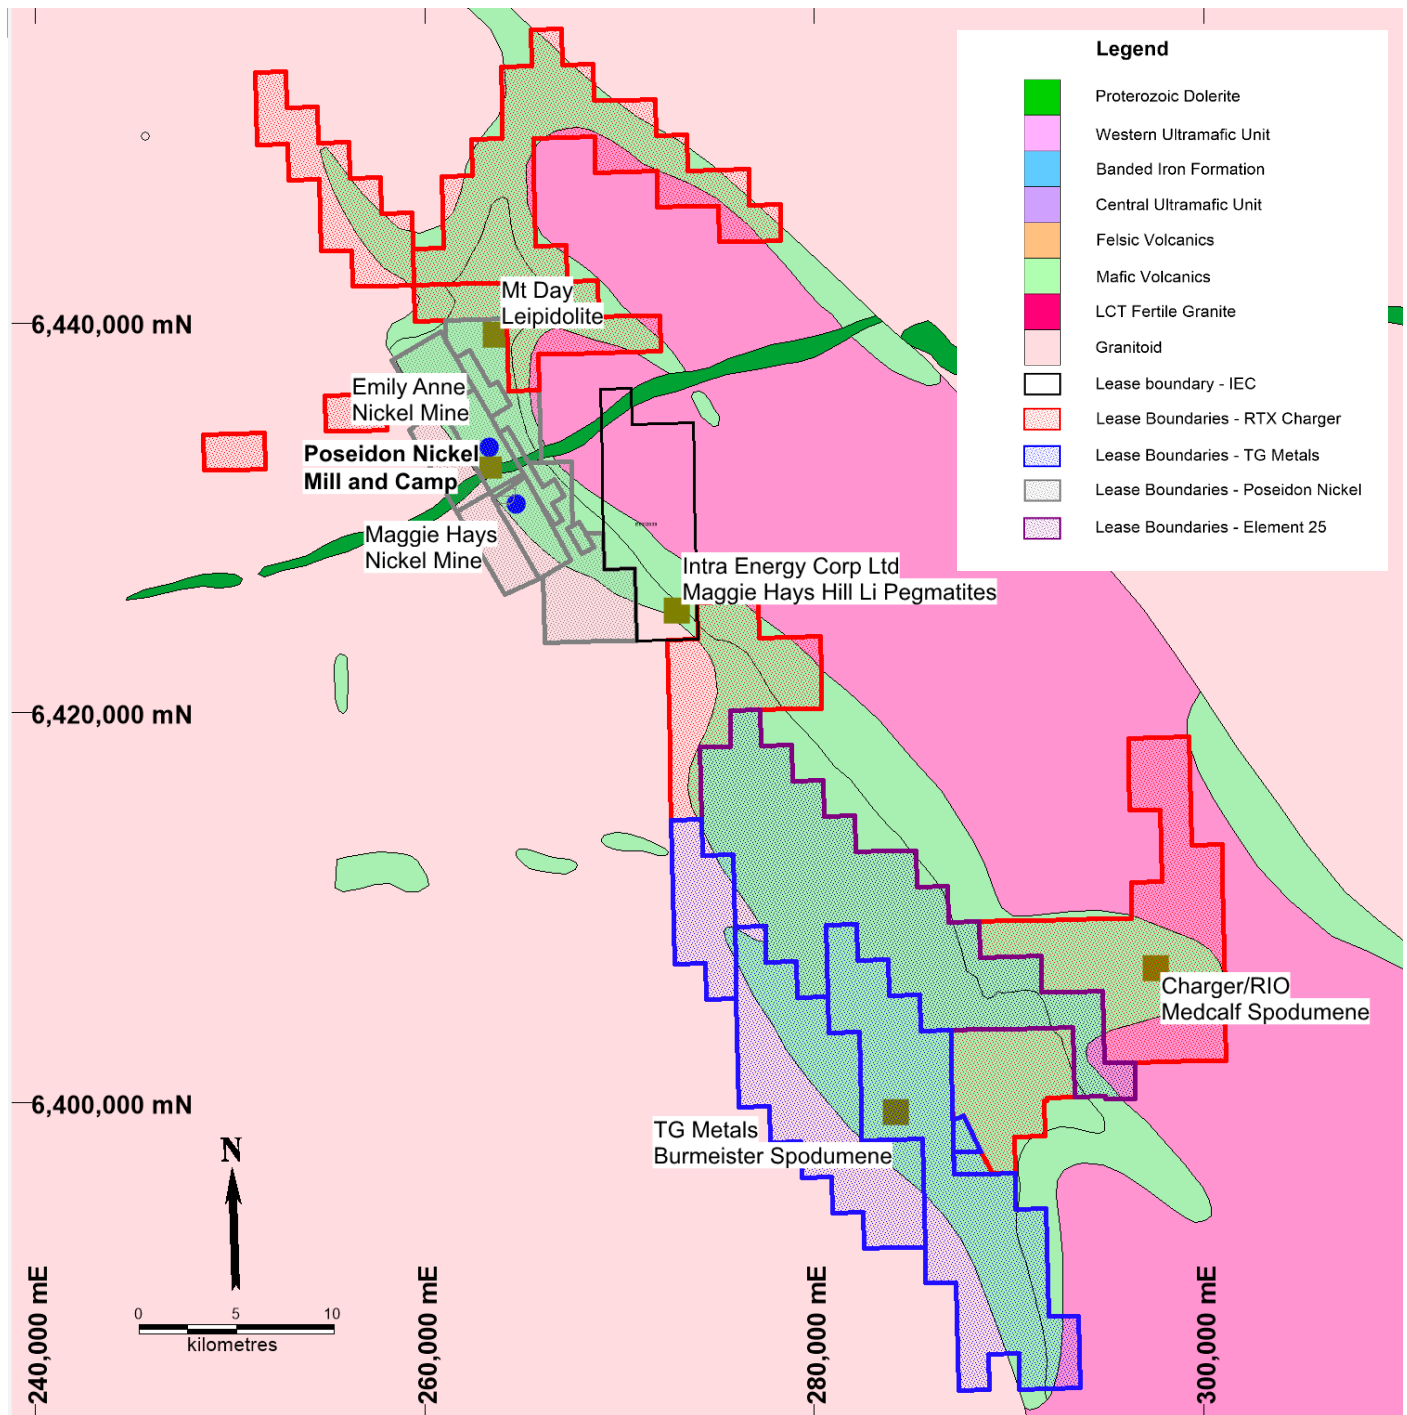 Legend
Proterozoic Dolerite
Western Ultramafic Unit
Banded Iron Formation
Central Ultramafic Unit
Felsic Volcanics
Mafic Volcanics
LCT Fertile Granite
Granitoid
Lease boundary - IEC
Lease Boundaries - RTX Charger
Lease Boundaries - TG Metals
Lease Boundaries - Poseidon Nickel
Lease Boundaries - Element 25
Mt Day
Leipidolite
6,440,000 mN
Emily Anne
Nickel Mine
Poseidon Nickel
Mill and Camp
Maggie Hays
Nickel Mine
Intra Energy Corp Ltd
Maggie Hays Hill Li Pegmatites
6,420,000 mN
Charger/RIO
Medcalf Spodumene
6,400,000 mN
TG Metals
Burmeister Spodumene
N
0 5 10
kilometres
240,000 mE
260,000 mE
280,000 mE
300,000 mE